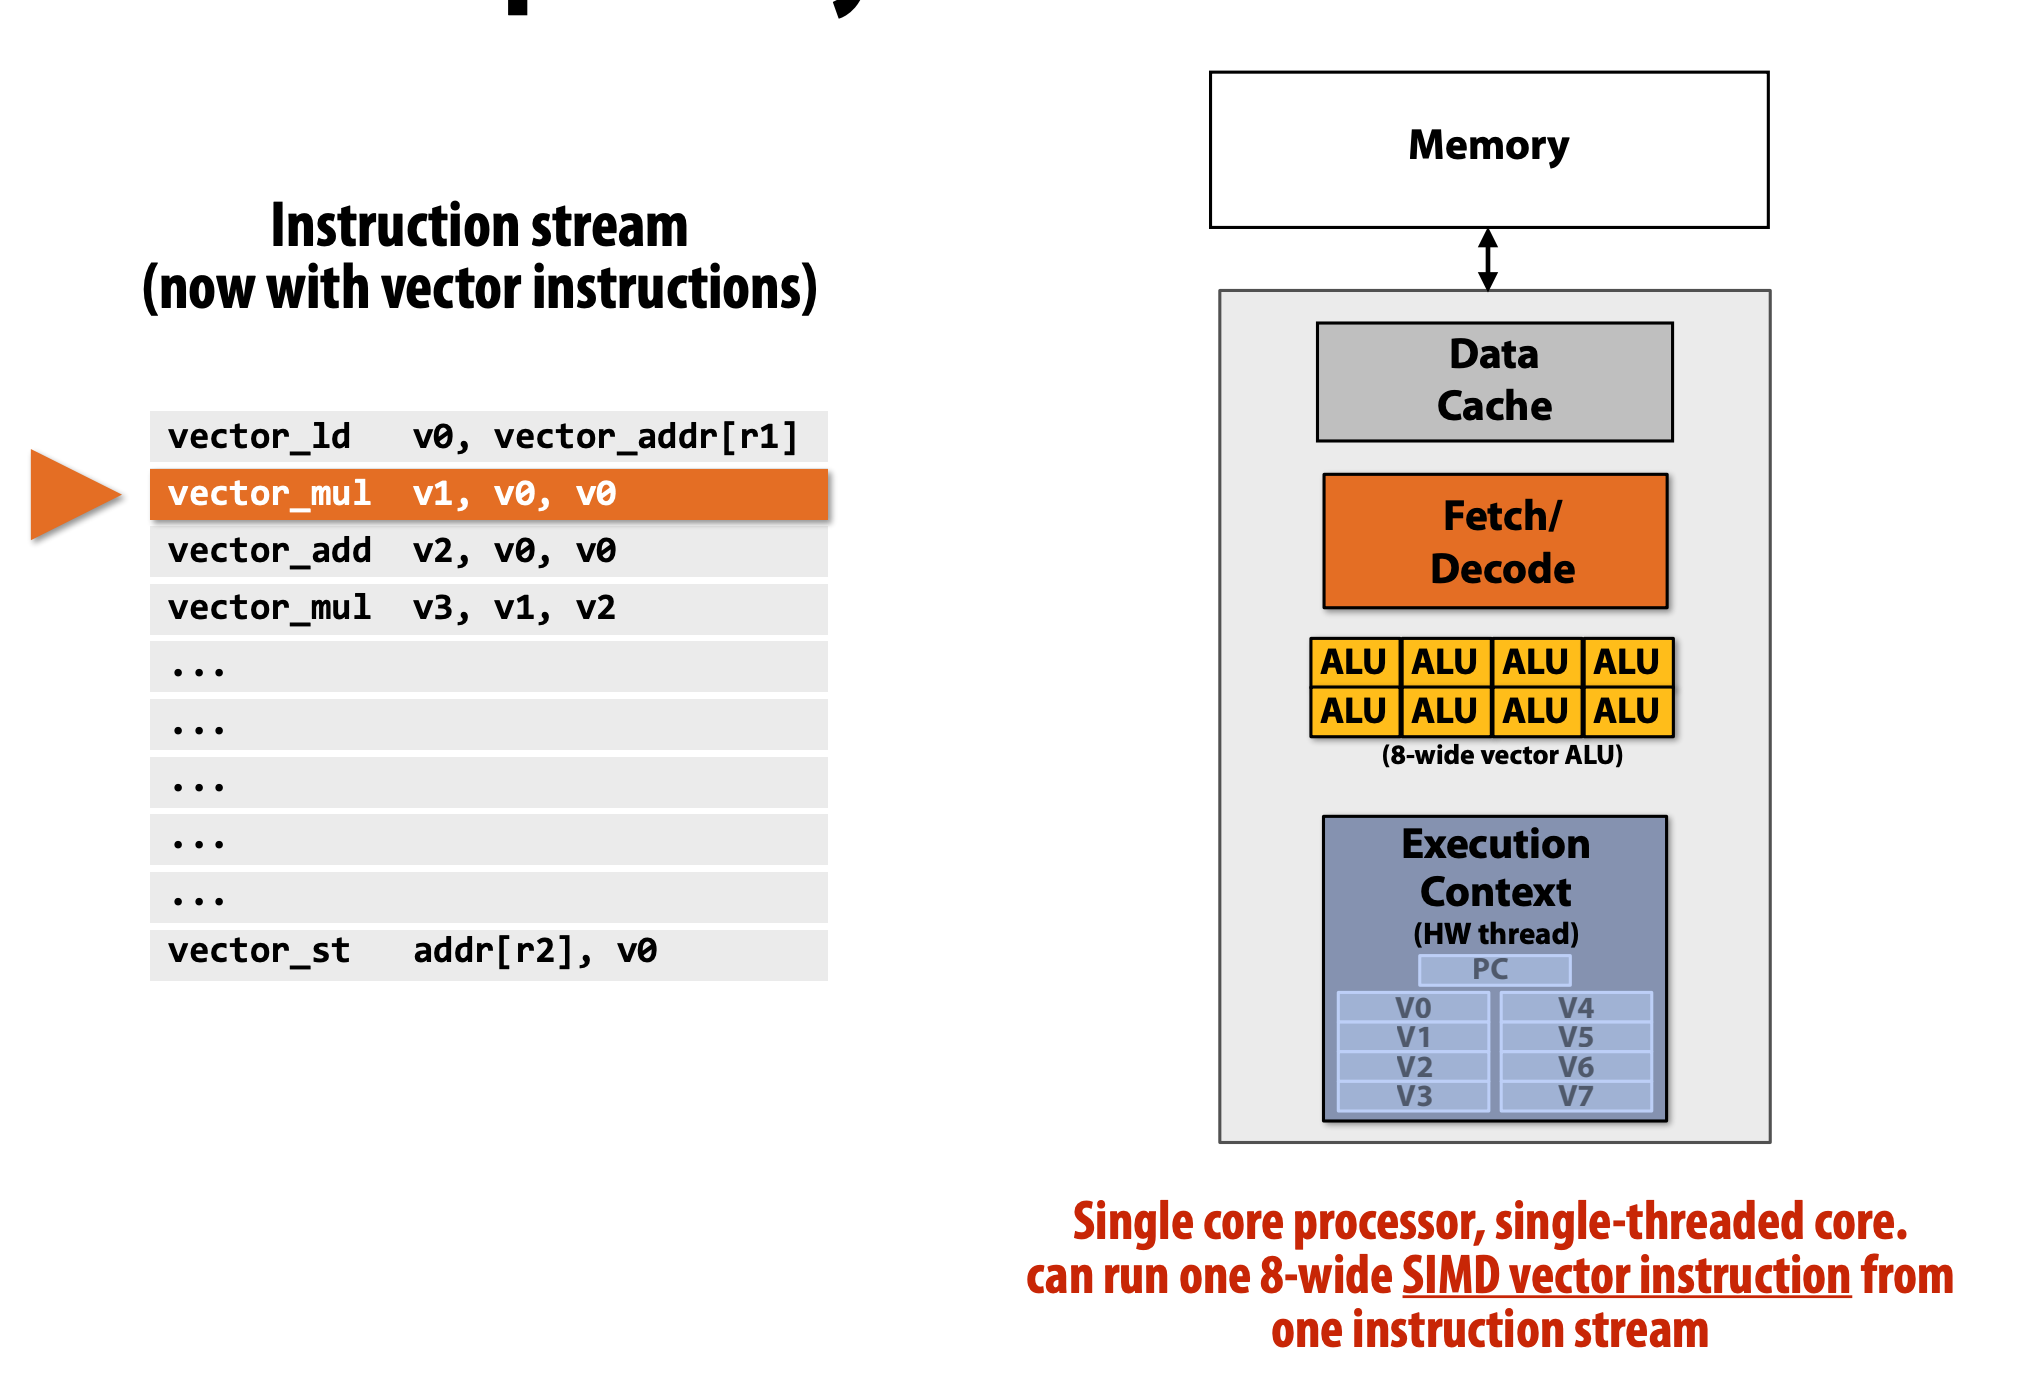 Instruction stream
(now with vector instructions)
vector_ld v0, vector_addr[r1]
vector_mul v1, v0, v0
vector_add v2, v0, v0
vector_mul v3, v1, v2
...
...
...
...
...
vector_st addr[r2], v0
Memory
Data
Cache
Fetch/
Decode
ALU ALU ALU ALU
ALU ALU ALU ALU
(8-wide vector ALU)
Execution
Context
(HW thread)
PC
V0 V4
V1 V5
V2 V6
V3 V7
Single core processor, single-threaded core.
can run one 8-wide SIMD vector instruction from
one instruction stream